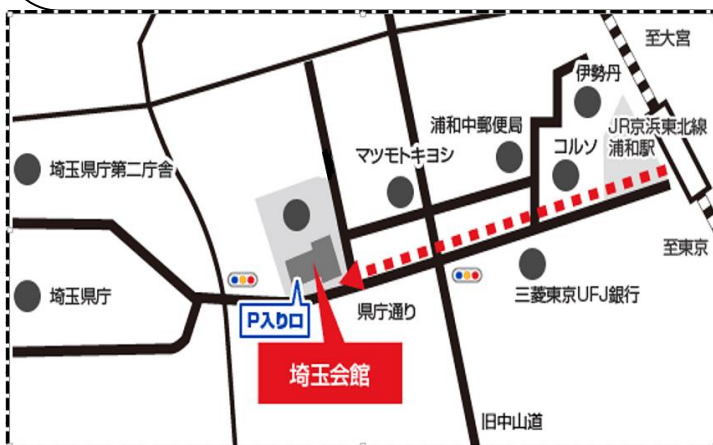 至大宮
伊勢丹
JR京浜東北線
浦和駅
浦和中郵便局
コルソ
マツモトキヨシ
埼玉県庁第二庁舎
至東京
埼玉県庁
三菱東京UFJ銀行
P入り口
県庁通り
埼玉会館
旧中山道